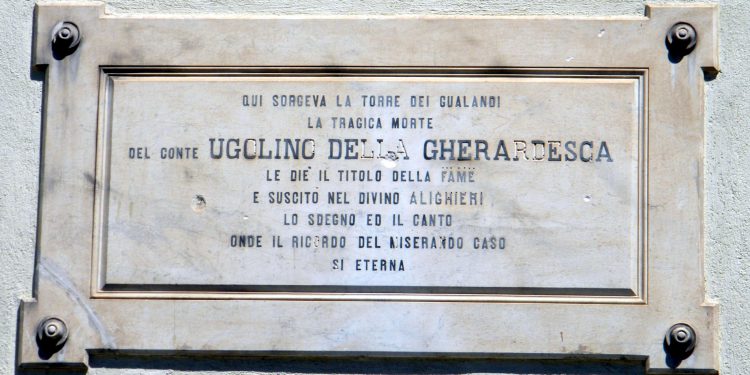 QUI SORGEVA LA TORRE DEI GUALANDI
LA TRAGICA MORTE
DEL CONTE UGOLINO DELLA GHERARDESCA
LE DIE' IL TITOLO DELLA FAME
E SUSCITÒ NEL DIVINO ALIGHIERI
LO SDEGNO ED IL CANTO
ONDE IL RICORDO DEL MISERANDO CASO
SI ETERNA